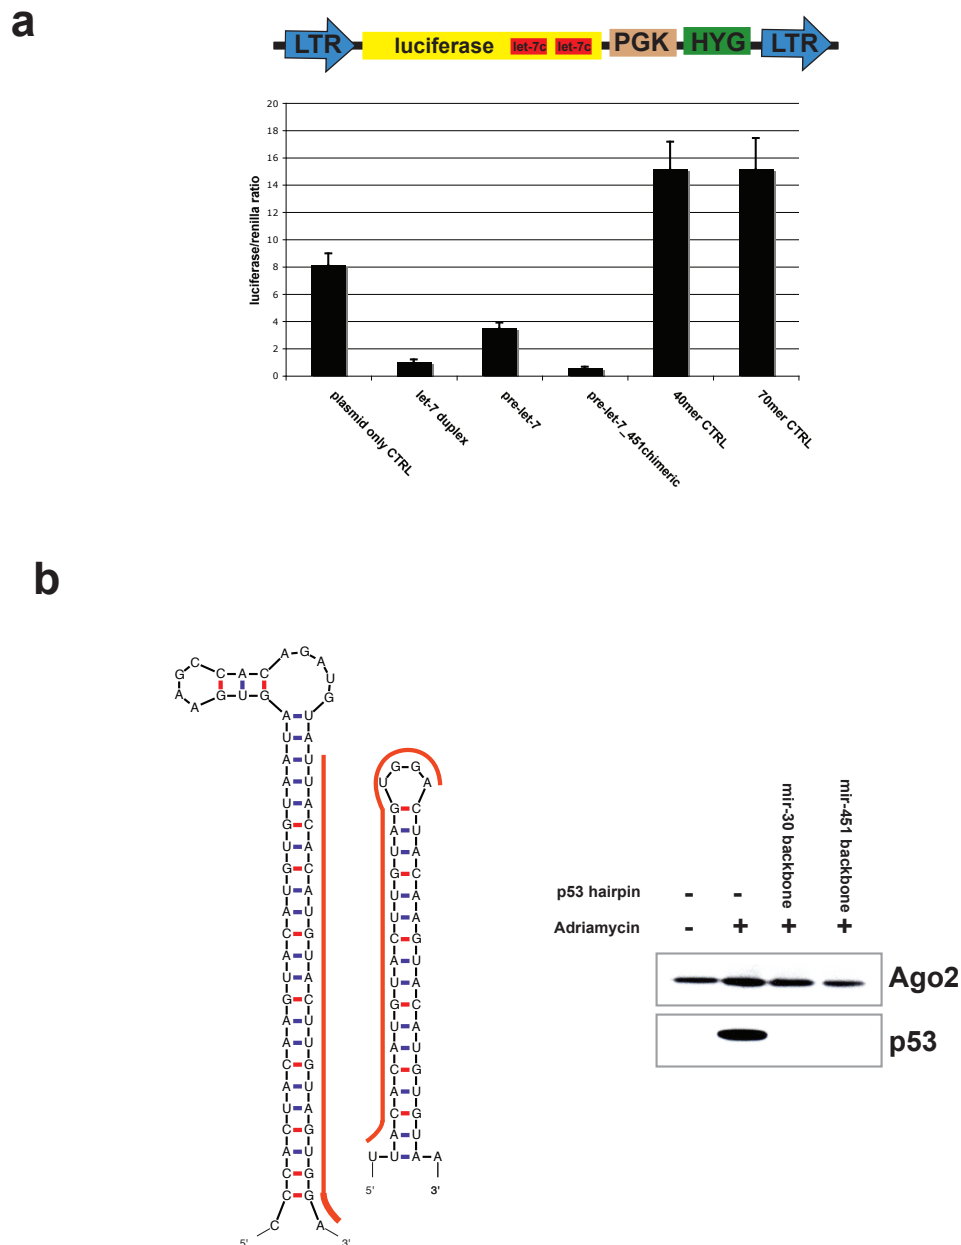 a
LTR luciferase let-7c let-7c PGK HYG LTR
luciferase/renilla ratio
20
18
16
14
12
10
8
6
4
2
0
plasmid only CTRL
let-7 duplex
pre-let-7
pre-let-7_451chimeric
40mer CTRL
70mer CTRL
b
C C A C A G A U G
G A A G U G A U
U A U U A C A C A U G U A C U U G U A G U G G A
A U A A U G U G U A C A U G A A C A U C A C C C
5' 3'
U G G A
G C
A U
U A
G C
U A
U A
C G
A U
U A
G C
U A
A U
C G
A U
C G
A U
U U A A
5' 3'
mir-30 backbone
mir-451 backbone
p53 hairpin - -
Adriamycin - + + +
Ago2
p53